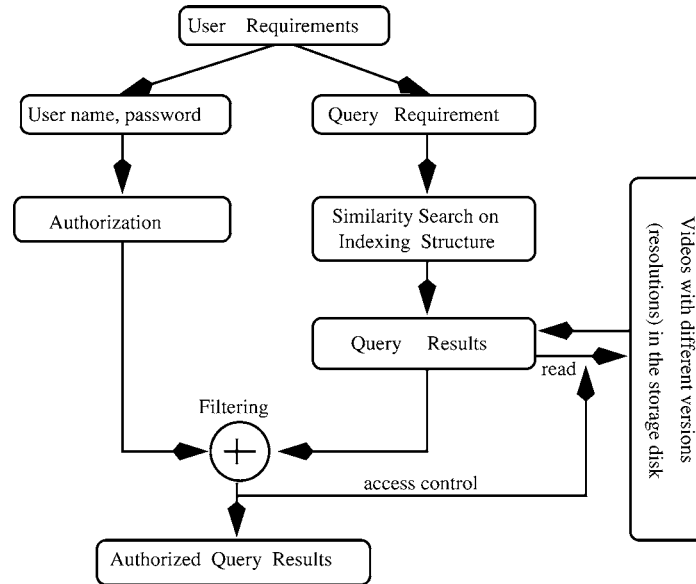 User Requirements
User name, password
Query Requirement
Authorization
Similarity Search on
Indexing Structure
Videos with different versions
(resolutions) in the storage disk
Query Results
read
Filtering
access control
Authorized Query Results